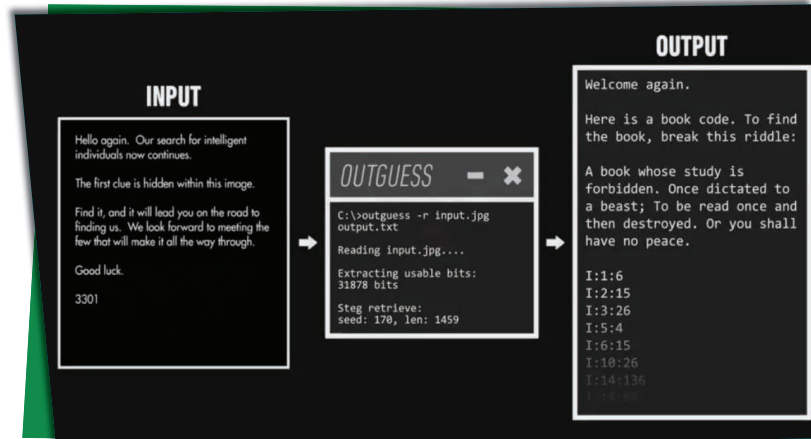 INPUT
Hello again. Our search for intelligent
individuals now continues.
The first clue is hidden within this image.
Find it, and it will lead you on the road to
finding us. We look forward to meeting the
few that will make it all the way through.
Good luck.
3301
OUTGUESS
C:\>outguess -r input.jpg
output.txt
Reading input.jpg....
Extracting usable bits:
31878 bits
Steg retrieve:
seed: 170, len: 1459
OUTPUT
Welcome again.
Here is a book code. To find
the book, break this riddle:
A book whose study is
forbidden. Once dictated to
a beast; To be read once and
then destroyed. Or you shall
have no peace.
I:1:6
I:2:15
I:3:26
I:5:4
I:6:15
I:10:26
I:14:136